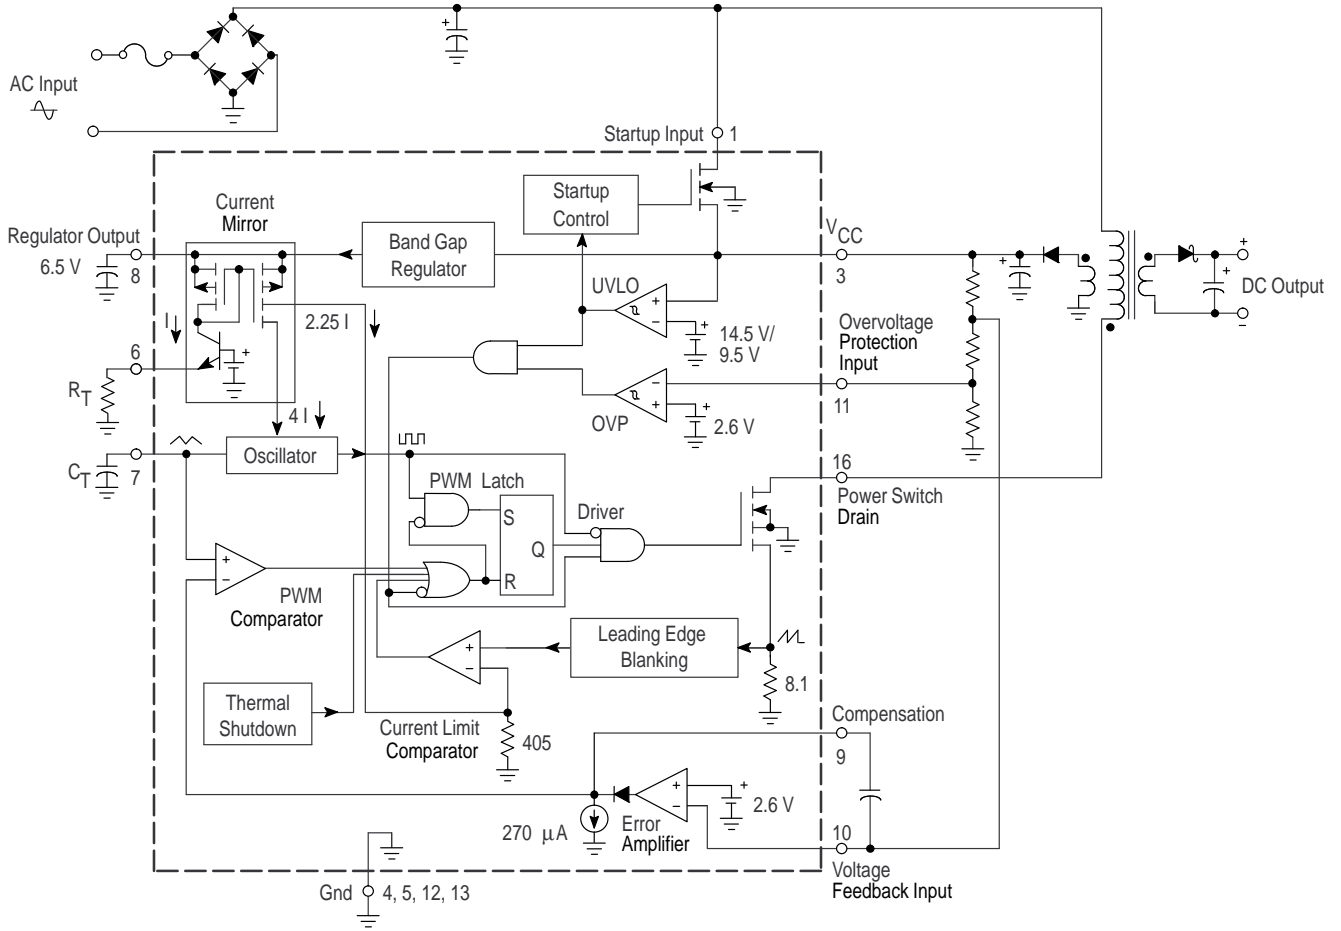 AC Input
Startup Input
1
Current
Mirror
Startup
Control
Regulator Output
6.5 V
8
Band Gap
Regulator
VCC
3
DC Output
+
−
UVLO
+
−
+
14.5 V/
9.5 V
I
2.25 I
6
+
RT
4 I
Overvoltage
Protection
Input
11
OVP
−
+
+
2.6 V
CT
7
Oscillator
16
Power Switch
Drain
PWM Latch
S
Q
R
Driver
+
−
PWM
Comparator
Leading Edge
Blanking
+
−
8.1
Thermal
Shutdown
Current Limit
Comparator
405
Compensation
9
270 µA
Error
Amplifier
+
−
+
2.6 V
10
Voltage
Feedback Input
Gnd
4, 5, 12, 13
+
+
+